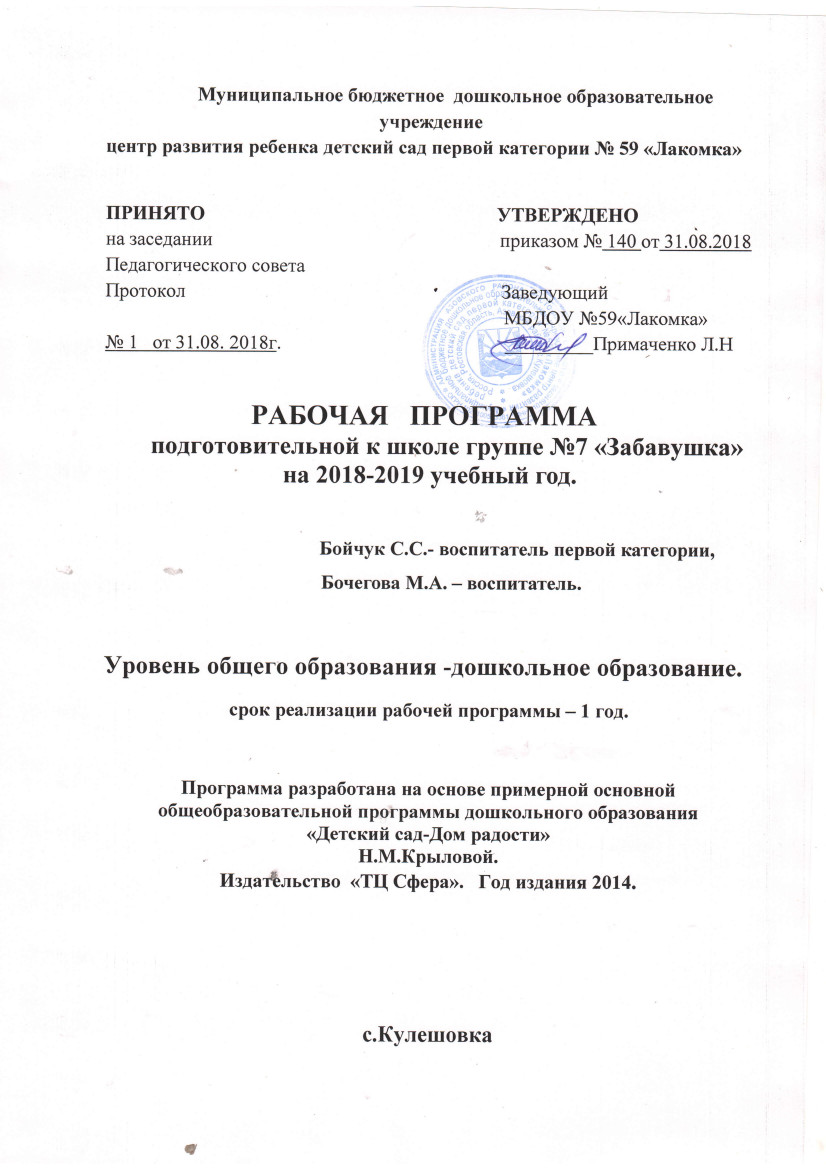 Муниципальное бюджетное дошкольное образовательное
учреждение
центр развития ребенка детский сад первой категории № 59 «Лакомка»
ПРИНЯТО УТВЕРЖДЕНО
на заседании приказом № 140 от 31.08.2018
Педагогического совета
Протокол Заведующий
МБДОУ №59«Лакомка»
№ 1 от 31.08. 2018г. _________Примаченко Л.Н
РАБОЧАЯ ПРОГРАММА
подготовительной к школе группе №7 «Забавушка»
на 2018-2019 учебный год.
Бойчук С.С.- воспитатель первой категории,
Бочегова М.А. – воспитатель.
Уровень общего образования -дошкольное образование.
срок реализации рабочей программы – 1 год.
Программа разработана на основе примерной основной
общеобразовательной программы дошкольного образования
«Детский сад-Дом радости»
Н.М.Крыловой.
Издательство «ТЦ Сфера». Год издания 2014.
с.Кулешовка